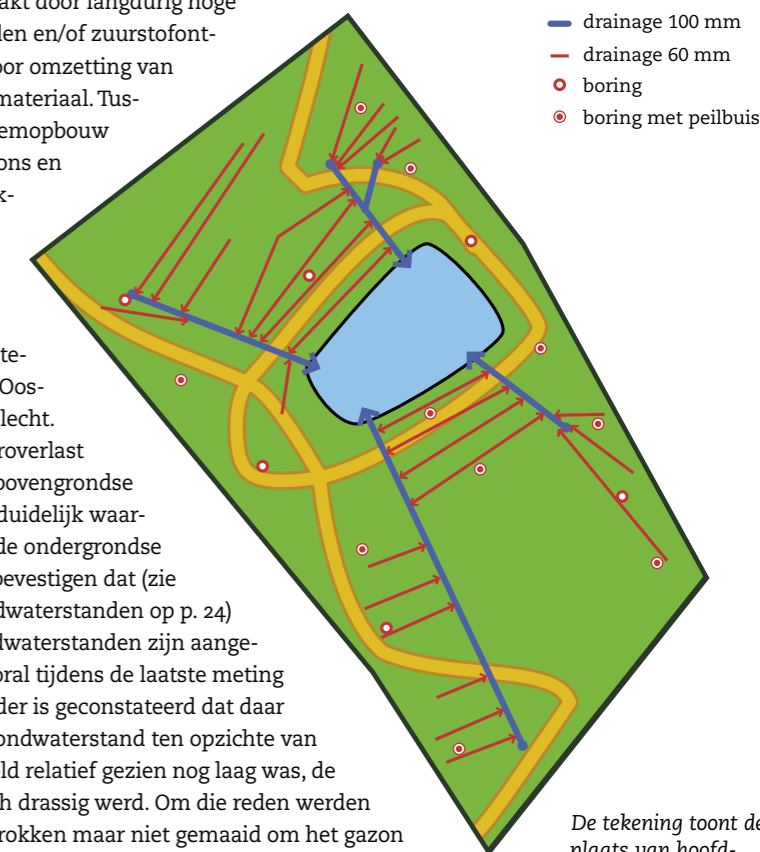 akt door langdurig hoge
len en/of zuurstofont-
oor omzetting van
materiaal. Tus-
emopbouw
ons en
k-
te-
Oos-
lecht.
roverlast
bovengrondse
duidelijk waar-
de ondergrondse
bevestigen dat (zie
dwaterstanden op p. 24)
dwaterstanden zijn aange-
oral tijdens de laatste meting
der is geconstateerd dat daar
ondwaterstand ten opzichte van
ld relatief gezien nog laag was, de
h drassig werd. Om die reden werden
rokken maar niet gemaaid om het gazon
drainage 100 mm
drainage 60 mm
boring
boring met peilbuis
De tekening toont de
plaats van hoofd-